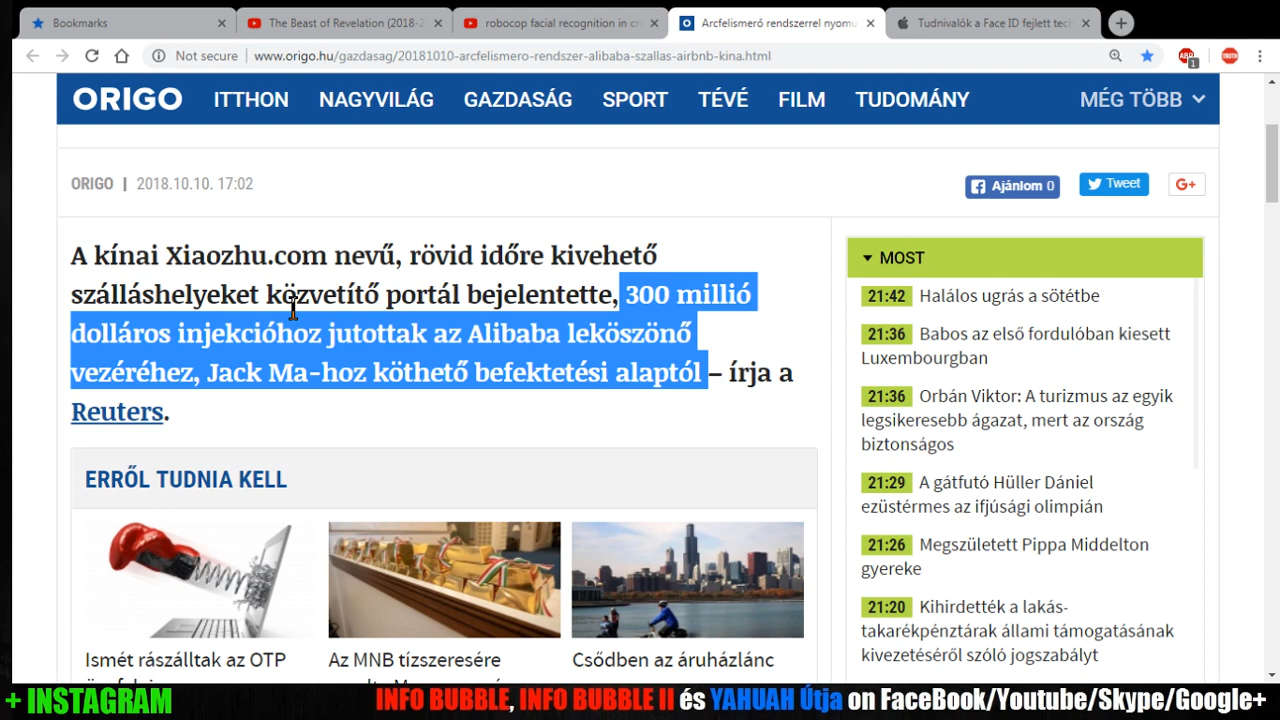 Bookmarks
The Beast of Revelation (2018-2
robocop facial recognition in cr
Arcfelismerő rendszerrel nyomu
Tudnivalók a Face ID fejlett tech
Not secure | www.origo.hu/gazdasag/20181010-arcfelismero-rendszer-alibaba-szallas-airbnb-kina.html
ABP
1
TRUTH
ORIGO ITTHON NAGYVILÁG GAZDASÁG SPORT TÉVÉ FILM TUDOMÁNY MÉG TÖBB
ORIGO | 2018.10.10. 17:02
Ajánlom 0
Tweet
G+
A kínai Xiaozhu.com nevű, rövid időre kivehető
szálláshelyeket közvetítő portál bejelentette, 300 millió
dolláros injekcióhoz jutottak az Alibaba leköszönő
vezéréhez, Jack Ma-hoz köthető befektetési alaptól – írja a
Reuters.
ERRŐL TUDNIA KELL
Ismét rászálltak az OTP
Az MNB tízszeresére
Csődben az áruházlánc
MOST
21:42 Halálos ugrás a sötétbe
21:36 Babos az első fordulóban kiesett
Luxembourgban
21:36 Orbán Viktor: A turizmus az egyik
legsikeresebb ágazat, mert az ország
biztonságos
21:29 A gátfutó Hüller Dániel
ezüstérmes az ifjúsági olimpián
21:26 Megszületett Pippa Middelton
gyereke
21:20 Kihirdették a lakás-
takarékpénztárak állami támogatásának
kivezetéséről szóló jogszabályt
+ INSTAGRAM
INFO BUBBLE, INFO BUBBLE II és YAHUAH Útja on FaceBook/Youtube/Skype/Google+